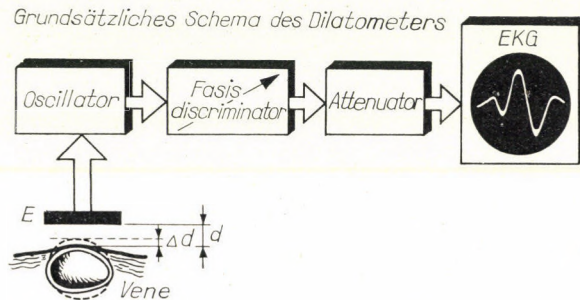 Grundsätzliches Schema des Dilatometers
EKG
Oscillator
Fasis
discriminator
Attenuator
E
Δd
d
Vene